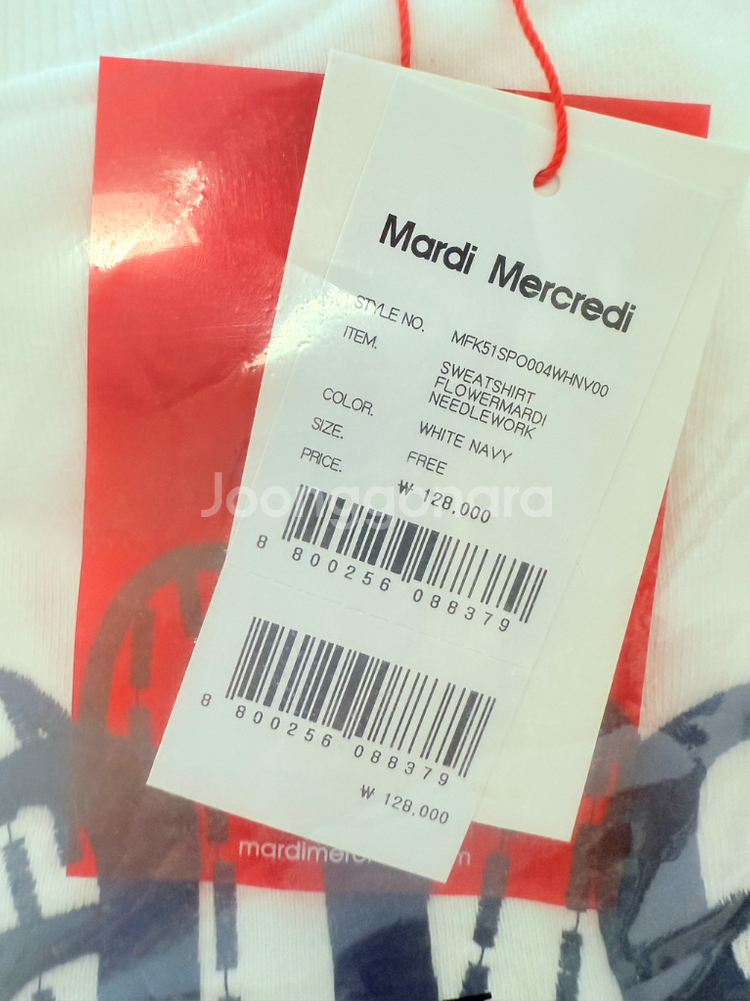 Mardi Mercredi
STYLE NO. MFK51SPO004WHNV00
ITEM. SWEATSHIRT
FLOWERMARDI
NEEDLEWORK
COLOR. WHITE NAVY
SIZE. FREE
PRICE. ₩ 128,000
Joonggonara
8 800256 088379
8 800256 088379
₩ 128,000